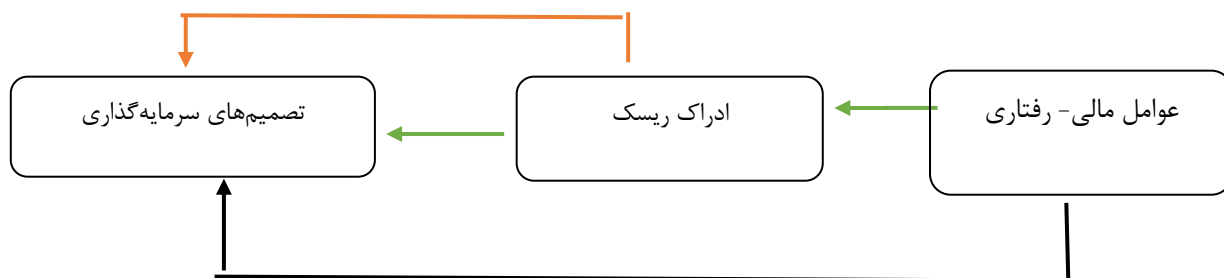 عوامل مالی- رفتاری
ادراک ریسک
تصمیم‌های سرمایه‌گذاری